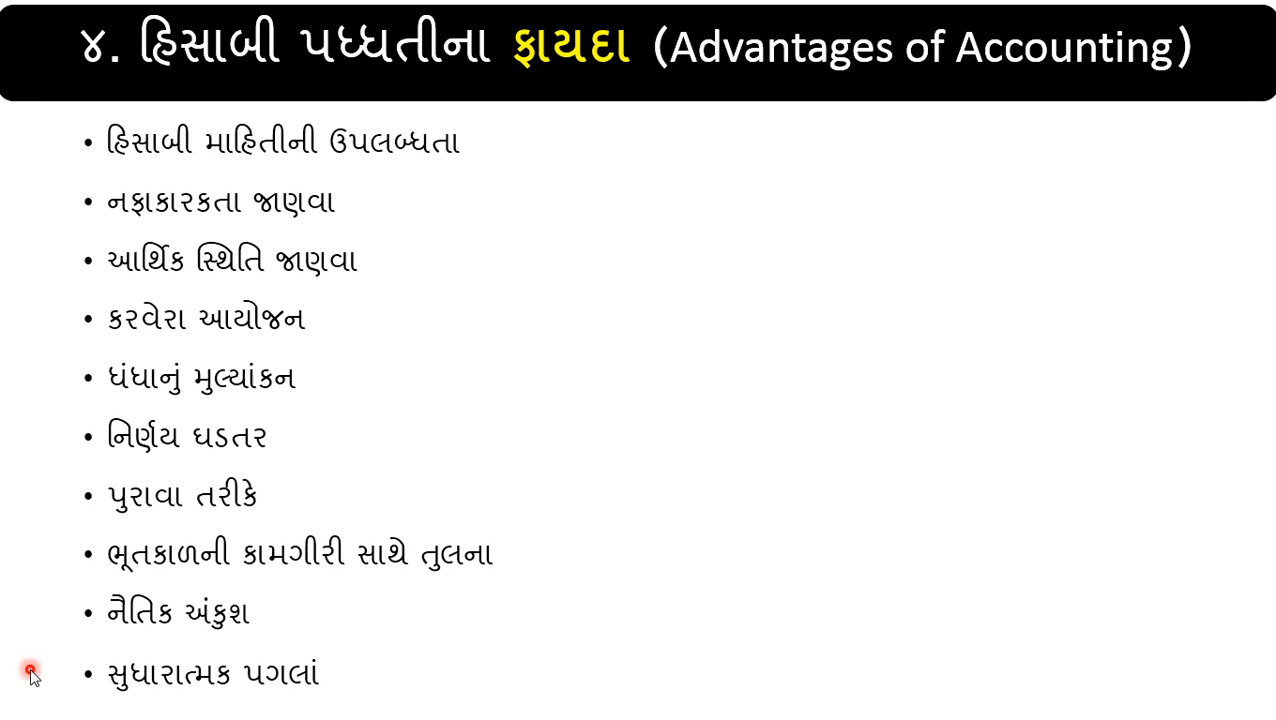 ૪. હિસાબી પધ્ધતીના ફાયદા (Advantages of Accounting)
• હિસાબી માહિતીની ઉપલબ્ધતા
• નફાકારકતા જાણવા
• આર્થિક સ્થિતિ જાણવા
• કરવેરા આયોજન
• ધંધાનું મુલ્યાંકન
• નિર્ણય ઘડતર
• પુરાવા તરીકે
• ભૂતકાળની કામગીરી સાથે તુલના
• નૈતિક અંકુશ
• સુધારાત્મક પગલાં